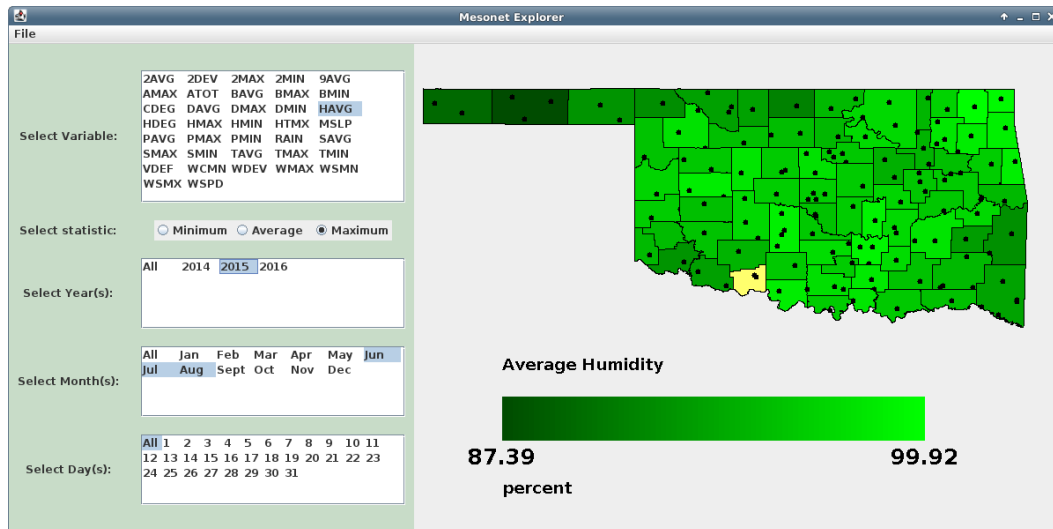 Mesonet Explorer
File
Select Variable:
2AVG 2DEV 2MAX 2MIN 9AVG
AMAX ATOT BAVG BMAX BMIN
CDEG DAVG DMAX DMIN HAVG
HDEG HMAX HMIN HTMX MSLP
PAVG PMAX PMIN RAIN SAVG
SMAX SMIN TAVG TMAX TMIN
VDEF WCMN WDEV WMAX WSMN
WSMX WSPD
Select statistic:
Minimum Average Maximum
Select Year(s):
All 2014 2015 2016
Select Month(s):
All Jan Feb Mar Apr May Jun
Jul Aug Sept Oct Nov Dec
Select Day(s):
All 1 2 3 4 5 6 7 8 9 10 11
12 13 14 15 16 17 18 19 20 21 22 23
24 25 26 27 28 29 30 31
Average Humidity
87.39 99.92
percent